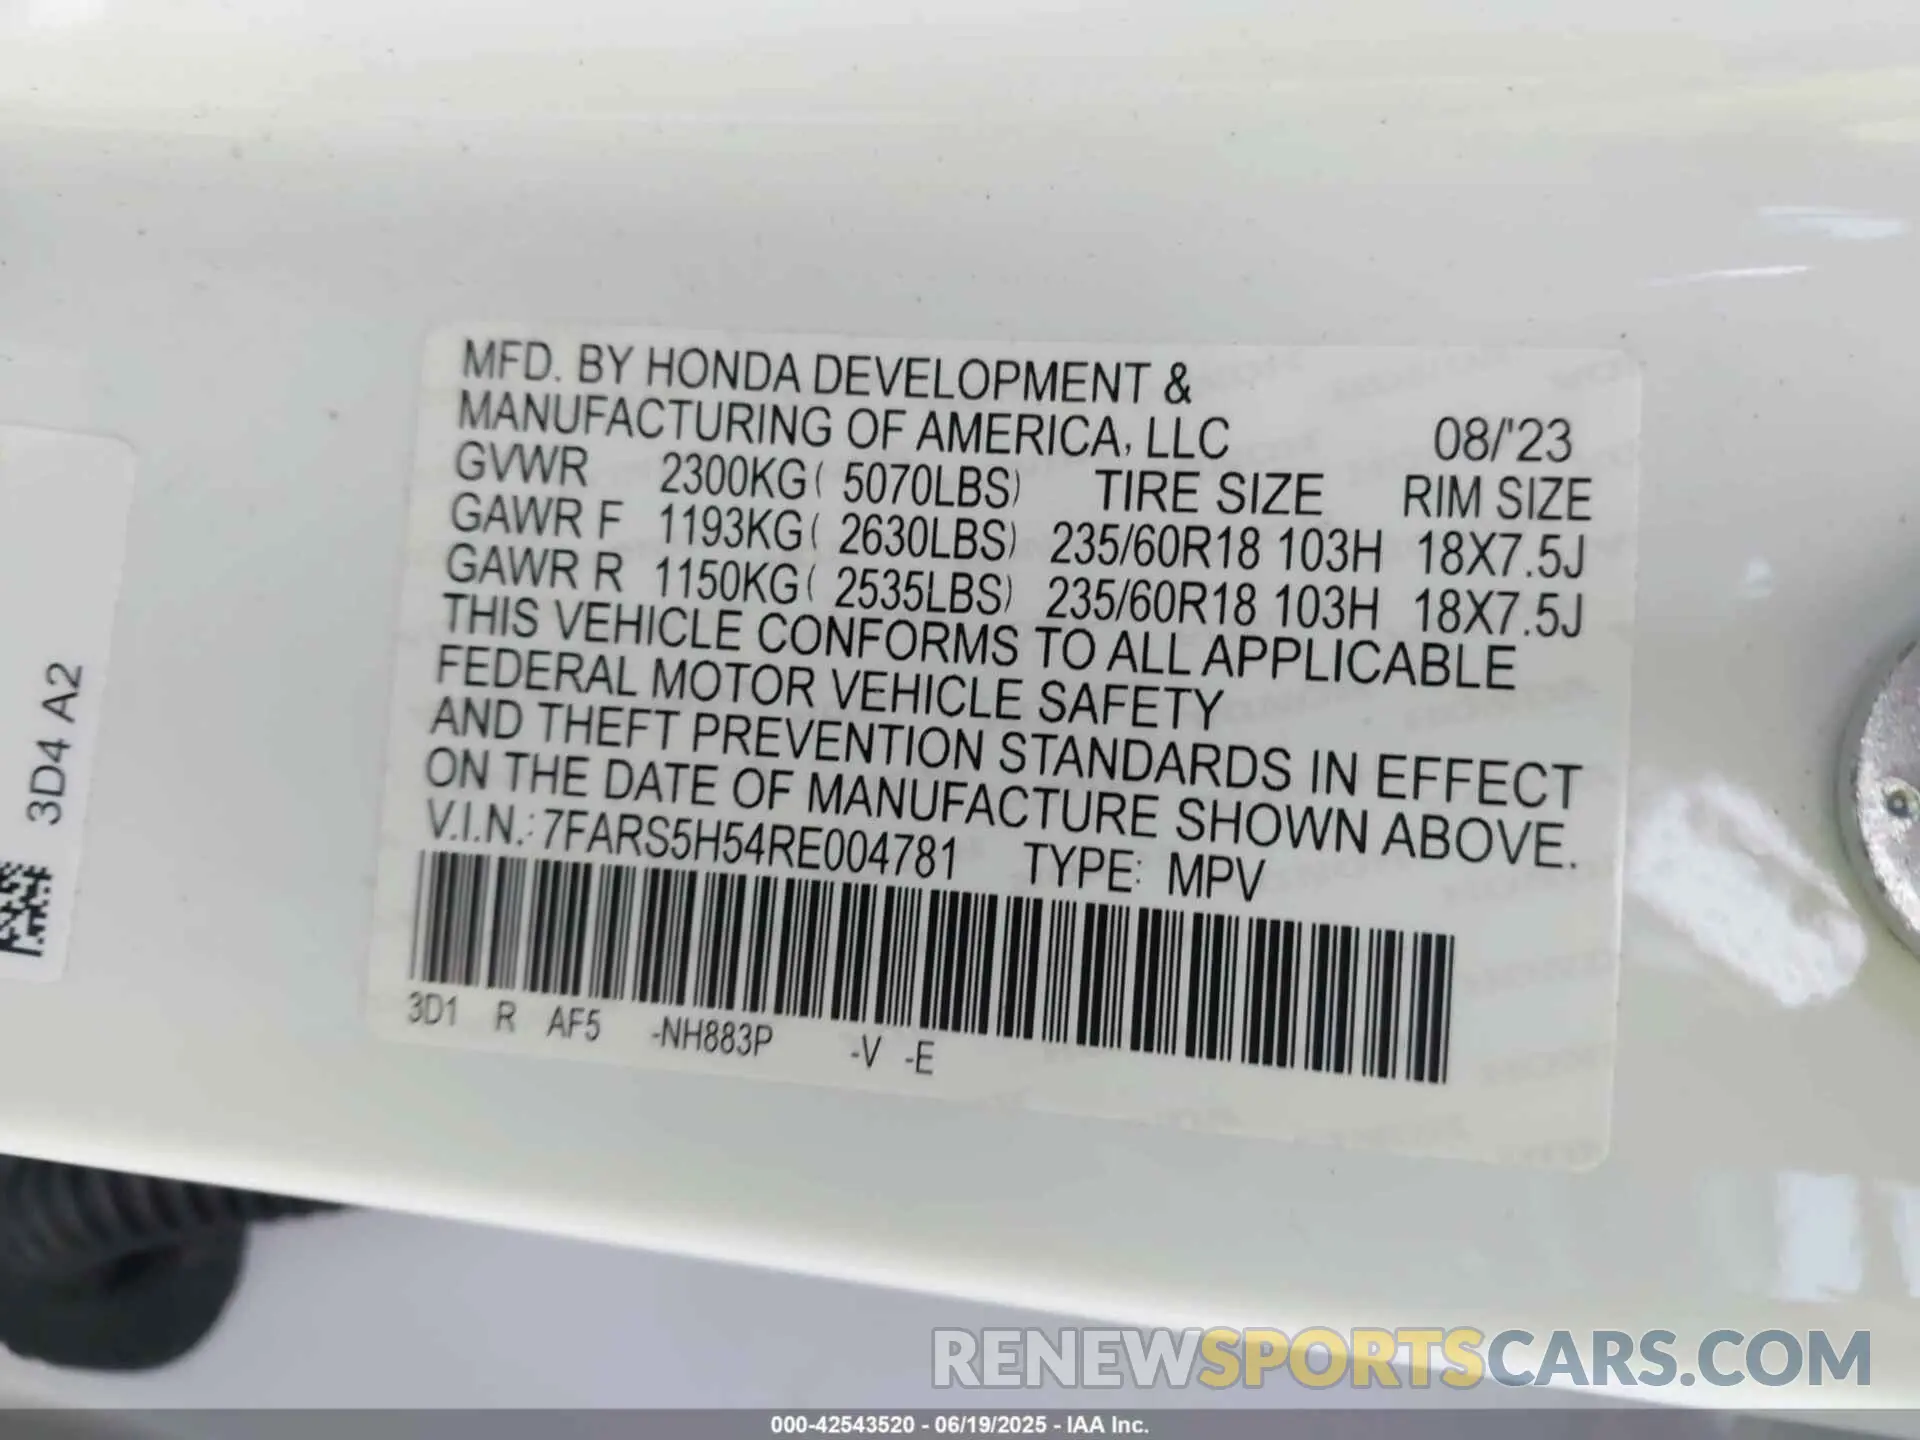 MFD. BY HONDA DEVELOPMENT &
MANUFACTURING OF AMERICA, LLC 08/'23
GVWR 2300KG( 5070LBS) TIRE SIZE RIM SIZE
GAWR F 1193KG( 2630LBS) 235/60R18 103H 18X7.5J
GAWR R 1150KG( 2535LBS) 235/60R18 103H 18X7.5J
THIS VEHICLE CONFORMS TO ALL APPLICABLE
FEDERAL MOTOR VEHICLE SAFETY
AND THEFT PREVENTION STANDARDS IN EFFECT
ON THE DATE OF MANUFACTURE SHOWN ABOVE.
V.I.N.: 7FARS5H54RE004781 TYPE: MPV
3D1 R AF5 -NH883P -V -E
3D4 A2
RENEWSPORTSCARS.COM
000-42543520 - 06/19/2025 - IAA Inc.